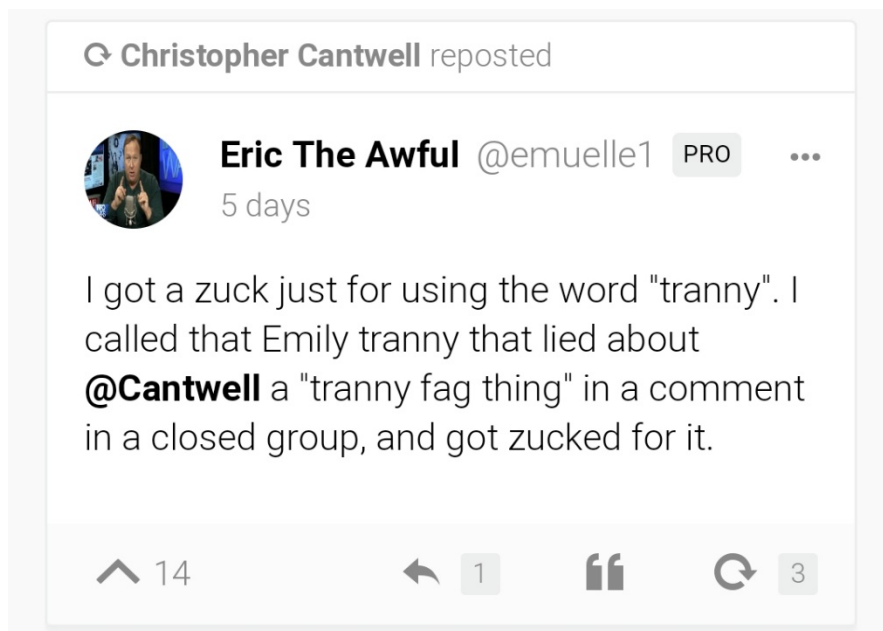 Christopher Cantwell reposted
Eric The Awful @emuelle1 PRO
5 days
I got a zuck just for using the word "tranny". I
called that Emily tranny that lied about
@Cantwell a "tranny fag thing" in a comment
in a closed group, and got zucked for it.
14 1 3